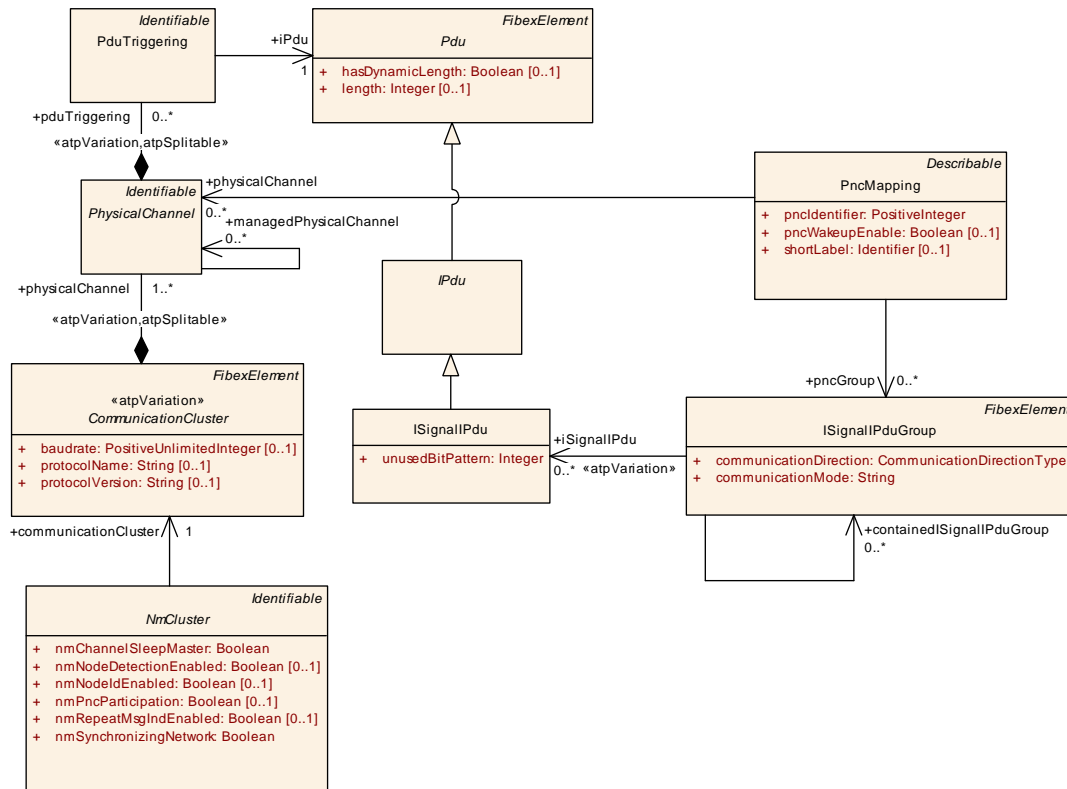 Identifiable
PduTriggering
+iPdu
1
FibexElement
Pdu
+ hasDynamicLength: Boolean [0..1]
+ length: Integer [0..1]
+pduTriggering
0..*
«atpVariation,atpSplitable»
Identifiable
PhysicalChannel
+physicalChannel
0..*
+managedPhysicalChannel
0..*
Describable
PncMapping
+ pncIdentifier: PositiveInteger
+ pncWakeupEnable: Boolean [0..1]
+ shortLabel: Identifier [0..1]
IPdu
+physicalChannel
1..*
«atpVariation,atpSplitable»
FibexElement
«atpVariation»
CommunicationCluster
+ baudrate: PositiveUnlimitedInteger [0..1]
+ protocolName: String [0..1]
+ protocolVersion: String [0..1]
+pncGroup
0..*
ISignalIPdu
+ unusedBitPattern: Integer
+iSignalIPdu
0..*
«atpVariation»
FibexElement
ISignalIPduGroup
+ communicationDirection: CommunicationDirectionType
+ communicationMode: String
+containedISignalIPduGroup
0..*
+communicationCluster
1
Identifiable
NmCluster
+ nmChannelSleepMaster: Boolean
+ nmNodeDetectionEnabled: Boolean [0..1]
+ nmNodeIdEnabled: Boolean [0..1]
+ nmPncParticipation: Boolean [0..1]
+ nmRepeatMsgIndEnabled: Boolean [0..1]
+ nmSynchronizingNetwork: Boolean